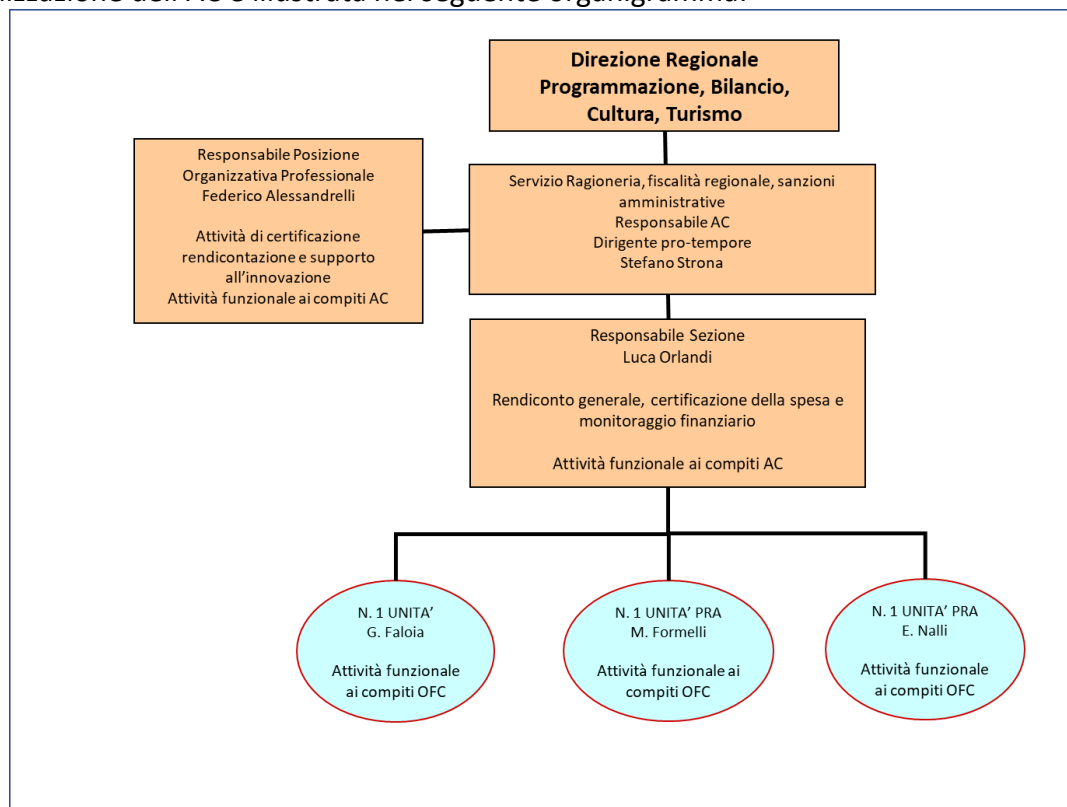 Direzione Regionale
Programmazione, Bilancio,
Cultura, Turismo
Responsabile Posizione
Organizzativa Professionale
Federico Alessandrelli
Attività di certificazione
rendicontazione e supporto
all'innovazione
Attività funzionale ai compiti AC
Servizio Ragioneria, fiscalità regionale, sanzioni
amministrative
Responsabile AC
Dirigente pro-tempore
Stefano Strona
Responsabile Sezione
Luca Orlandi
Rendiconto generale, certificazione della spesa e
monitoraggio finanziario
Attività funzionale ai compiti AC
N. 1 UNITA'
G. Faloia
Attività funzionale
ai compiti OFC
N. 1 UNITA' PRA
M. Formelli
Attività funzionale ai
compiti OFC
N. 1 UNITA' PRA
E. Nalli
Attività funzionale
ai compiti OFC